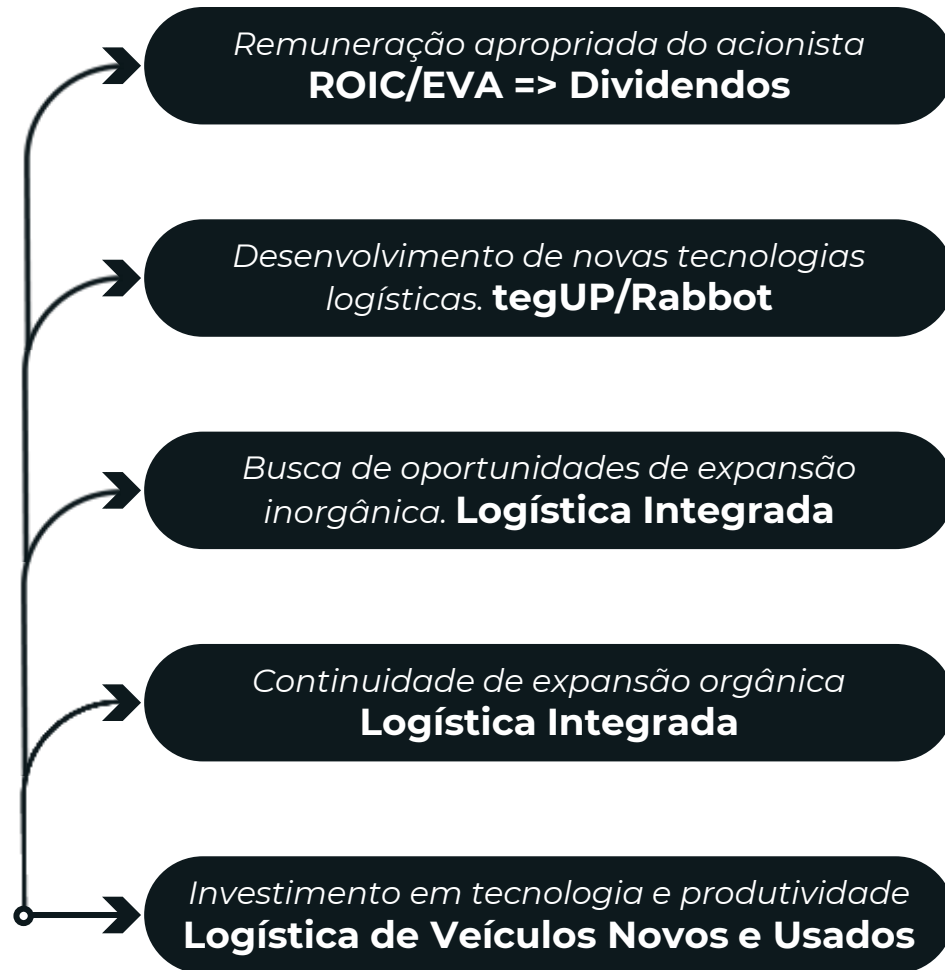 Remuneração apropriada do acionista
ROIC/EVA => Dividendos
Desenvolvimento de novas tecnologias
logísticas. tegUP/Rabbot
Busca de oportunidades de expansão
inorgânica. Logística Integrada
Continuidade de expansão orgânica
Logística Integrada
Investimento em tecnologia e produtividade
Logística de Veículos Novos e Usados